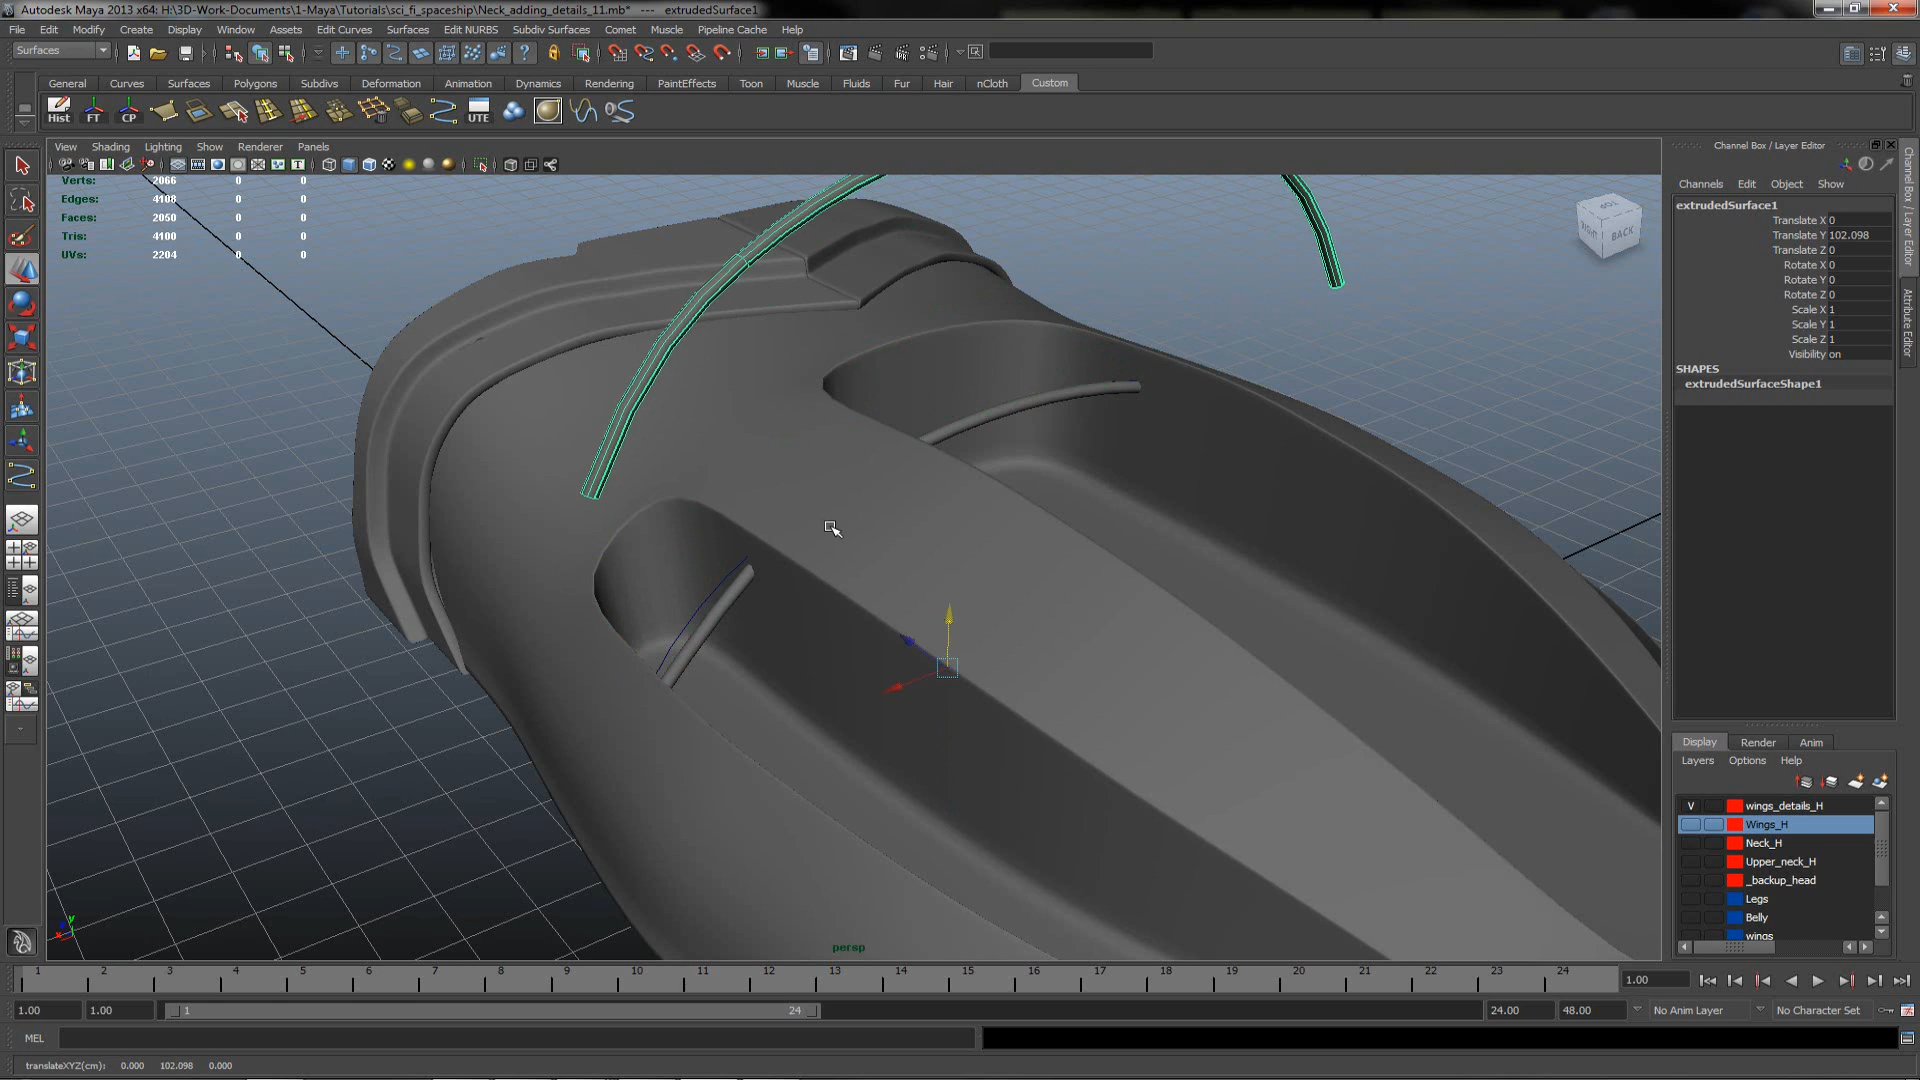 Autodesk Maya 2013 x64: H:\3D-Work-Documents\1-Maya\Tutorials\sci_fi_spaceship\Neck_adding_details_11.mb* --- extrudedSurface1
File Edit Modify Create Display Window Assets Edit Curves Surfaces Edit NURBS Subdiv Surfaces Comet Muscle Pipeline Cache Help
Surfaces
General Curves Surfaces Polygons Subdivs Deformation Animation Dynamics Rendering PaintEffects Toon Muscle Fluids Fur Hair nCloth Custom
Hist FT CP UTE
View Shading Lighting Show Renderer Panels
Verts: 2066 0 0
Edges: 4108 0 0
Faces: 2050 0 0
Tris: 4100 0 0
UVs: 2204 0 0
TOP
RIGHT BACK
persp
Channel Box / Layer Editor
Channels Edit Object Show
extrudedSurface1
Translate X 0
Translate Y 102.098
Translate Z 0
Rotate X 0
Rotate Y 0
Rotate Z 0
Scale X 1
Scale Y 1
Scale Z 1
Visibility on
SHAPES
extrudedSurfaceShape1
Channel Box / Layer Editor
Attribute Editor
Display Render Anim
Layers Options Help
V wings_details_H
Wings_H
Neck_H
Upper_neck_H
_backup_head
Legs
Belly
wings
1 2 3 4 5 6 7 8 9 10 11 12 13 14 15 16 17 18 19 20 21 22 23 24 1.00
1.00 1.00 1 24 24.00 48.00 No Anim Layer No Character Set
MEL
translateXYZ(cm): 0.000 102.098 0.000